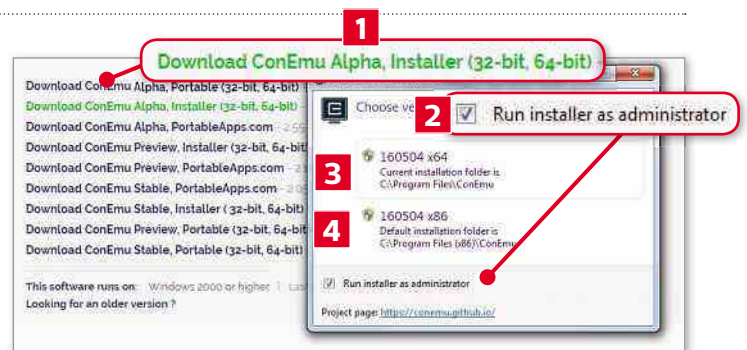 1
Download ConEmu Alpha, Installer (32-bit, 64-bit)
Download ConEmu Alpha, Portable (32-bit, 64-bit)
Download ConEmu Alpha, Installer (32-bit, 64-bit)
Download ConEmu Alpha, PortableApps.com
Download ConEmu Preview, Installer (32-bit, 64-bit
Download ConEmu Preview, PortableApps.com
Download ConEmu Stable, PortableApps.com
Download ConEmu Stable, Installer ( 32-bit, 64-bit)
Download ConEmu Preview, Portable (32-bit, 64-bit
Download ConEmu Stable, Portable (32-bit, 64-bit)
This software runs on: Windows 2000 or higher
Looking for an older version ?
Choose ve
2
Run installer as administrator
3
160504 x64
Current installation folder is
C:\Program Files\ConEmu
4
160504 x86
Default installation folder is
C:\Program Files (x86)\ConEmu
Run installer as administrator
Project page: https://conemu.github.io/